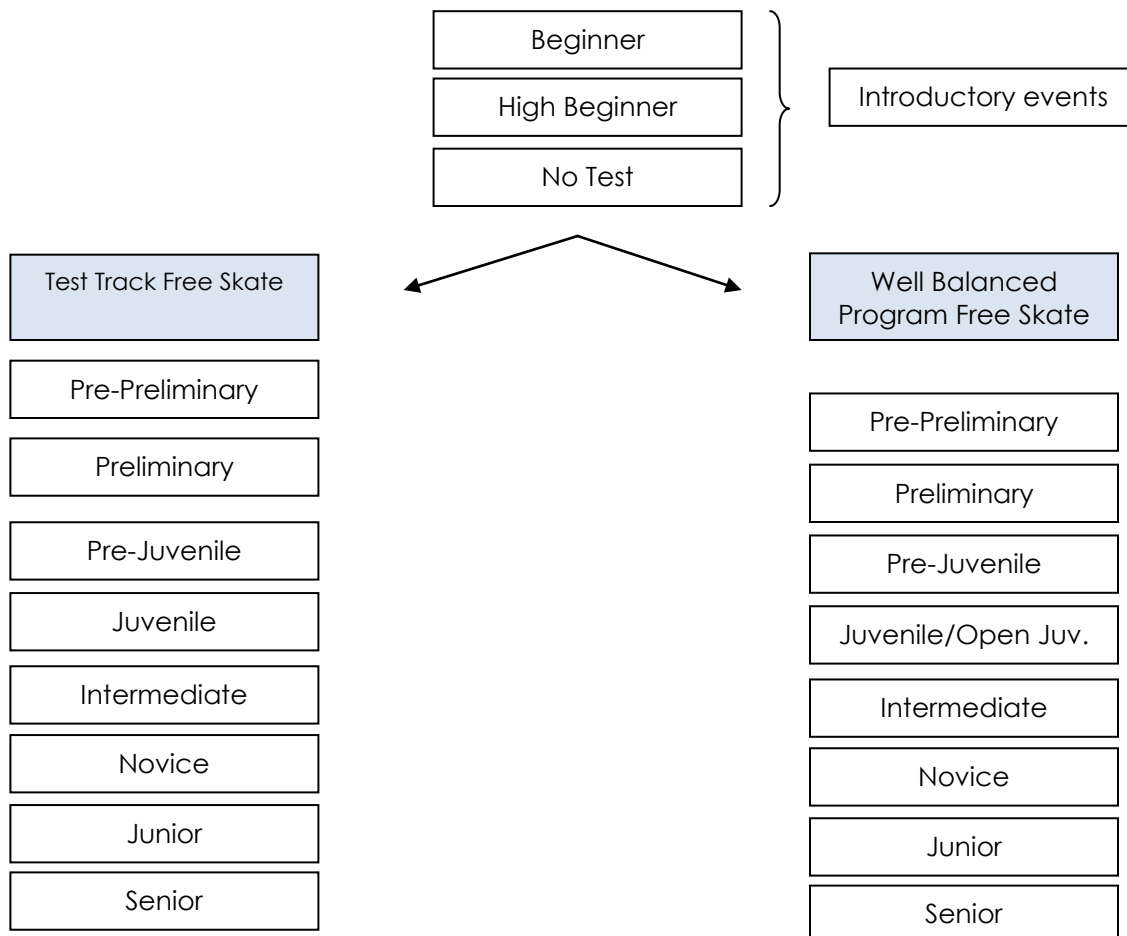 Beginner
High Beginner
No Test
Introductory events
Test Track Free Skate
Pre-Preliminary
Preliminary
Pre-Juvenile
Juvenile
Intermediate
Novice
Junior
Senior
Well Balanced
Program Free Skate
Pre-Preliminary
Preliminary
Pre-Juvenile
Juvenile/Open Juv.
Intermediate
Novice
Junior
Senior